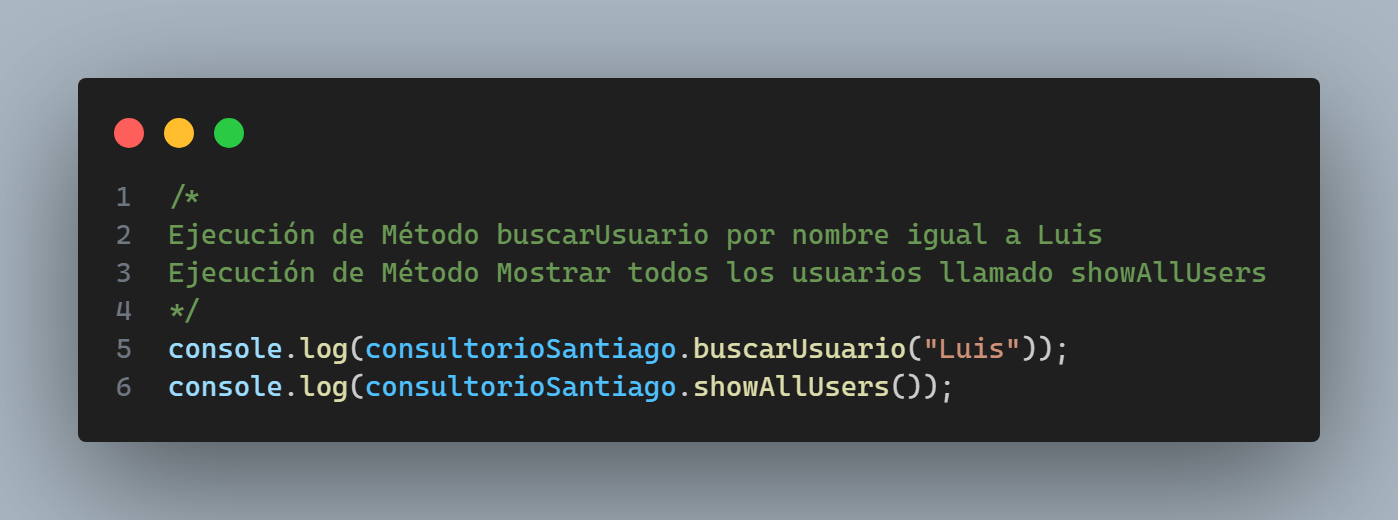 1 /*
2 Ejecución de Método buscarUsuario por nombre igual a Luis
3 Ejecución de Método Mostrar todos los usuarios llamado showAllUsers
4 */
5 console.log(consultorioSantiago.buscarUsuario("Luis"));
6 console.log(consultorioSantiago.showAllUsers());